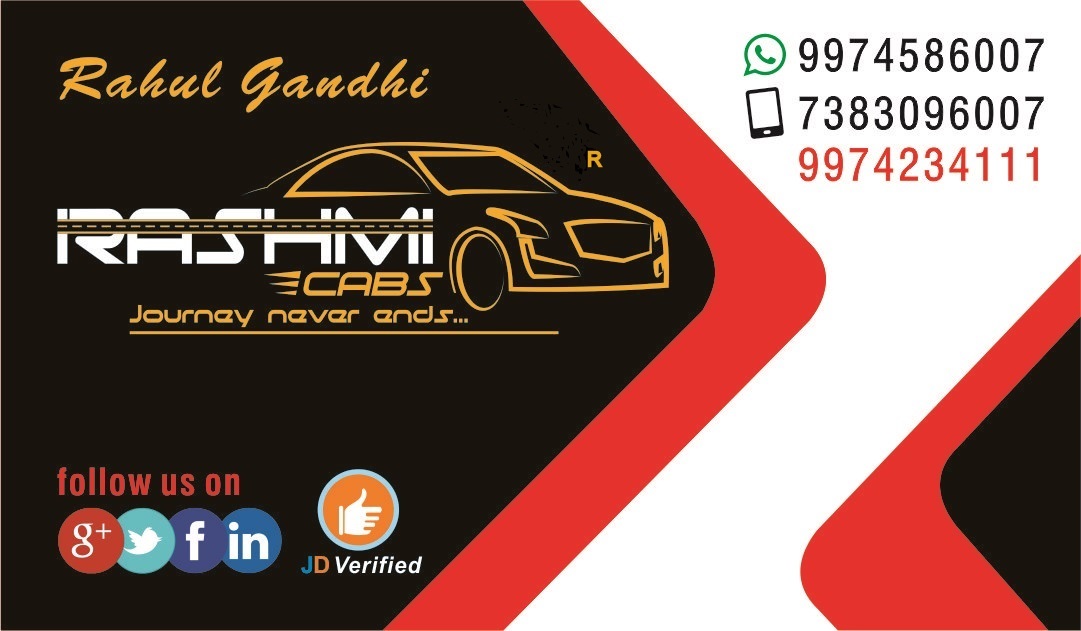 Rahul Gandhi
9974586007
7383096007
9974234111
R
RASHMI
CABS
Journey never ends...
follow us on
g+ f in
JD Verified